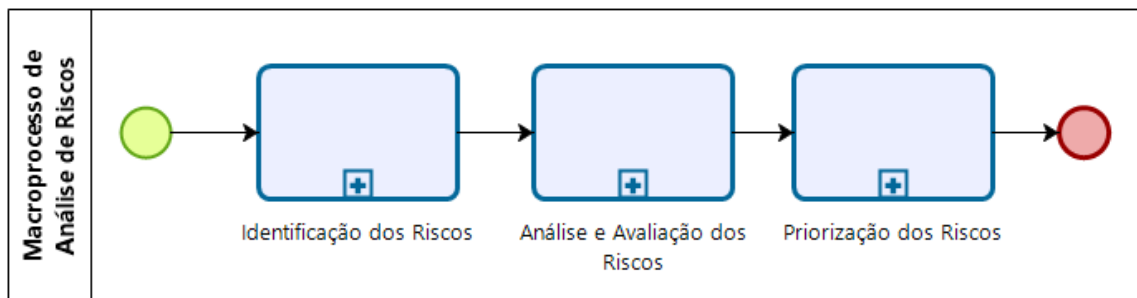 Macroprocesso de
Análise de Riscos
Identificação dos Riscos
Análise e Avaliação dos
Riscos
Priorização dos Riscos